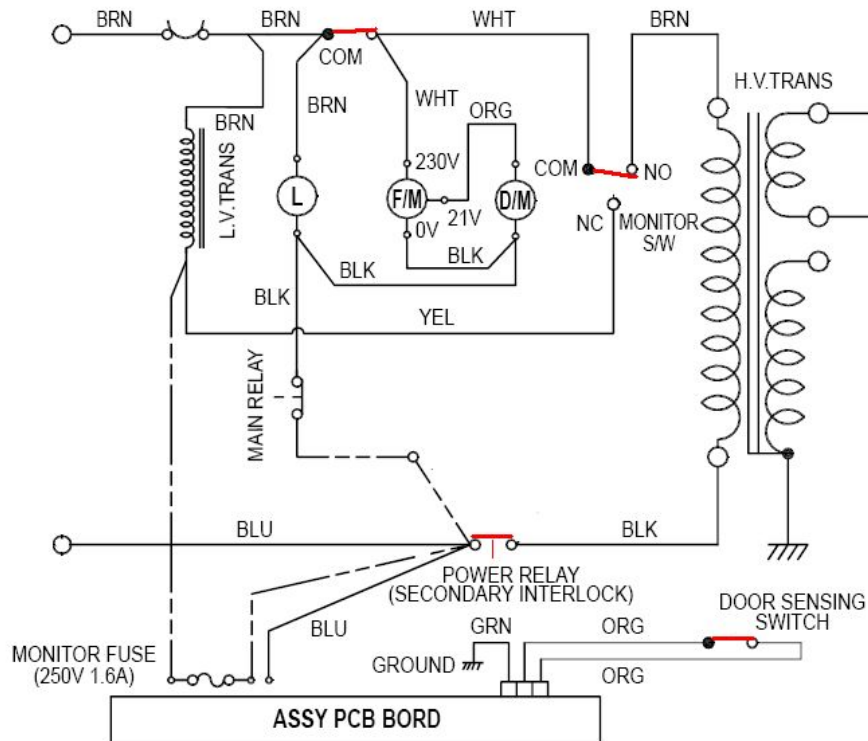 BRN
BRN
WHT
BRN
COM
H.V.TRANS
BRN
BRN
WHT
ORG
L.V.TRANS
230V
COM
NO
L
F/M
D/M
21V
0V
NC
MONITOR
S/W
BLK
BLK
BLK
YEL
MAIN RELAY
BLU
BLK
POWER RELAY
(SECONDARY INTERLOCK)
DOOR SENSING
SWITCH
BLU
GRN
ORG
MONITOR FUSE
(250V 1.6A)
GROUND
ORG
ASSY PCB BORD